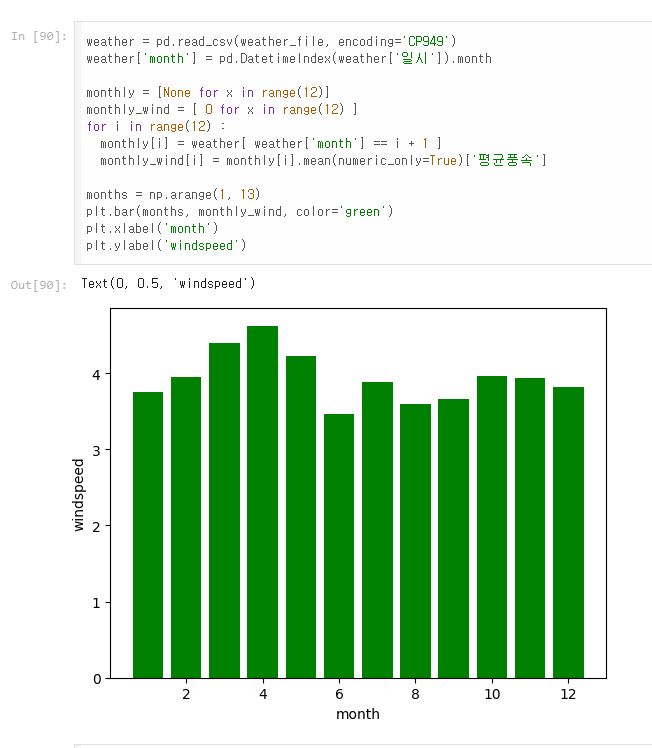 In [90]:
weather = pd.read_csv(weather_file, encoding='CP949')
weather['month'] = pd.DatetimeIndex(weather['일시']).month
monthly = [None for x in range(12)]
monthly_wind = [ 0 for x in range(12) ]
for i in range(12) :
  monthly[i] = weather[ weather['month'] == i + 1 ]
  monthly_wind[i] = monthly[i].mean(numeric_only=True)['평균풍속']
months = np.arange(1, 13)
plt.bar(months, monthly_wind, color='green')
plt.xlabel('month')
plt.ylabel('windspeed')
Out[90]: Text(0, 0.5, 'windspeed')
4
3
2
1
0
windspeed
2 4 6 8 10 12
month